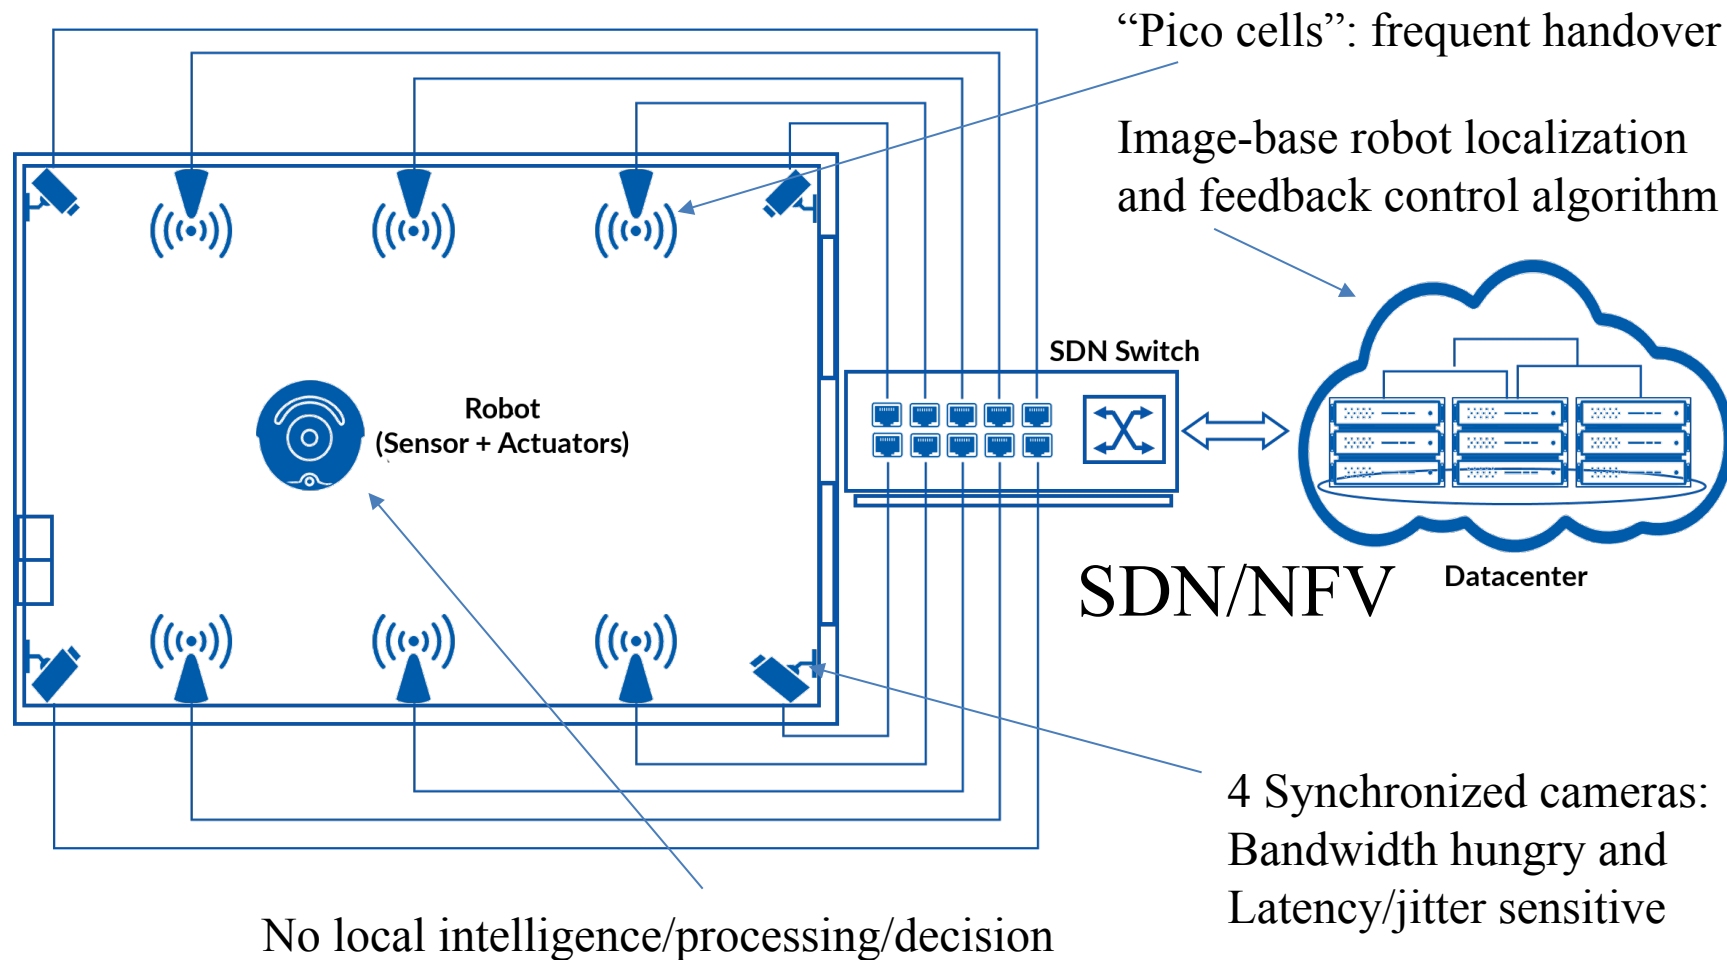 “Pico cells”: frequent handover
Image-base robot localization
and feedback control algorithm
SDN Switch
Robot
(Sensor + Actuators)
SDN/NFV
Datacenter
4 Synchronized cameras:
Bandwidth hungry and
Latency/jitter sensitive
No local intelligence/processing/decision